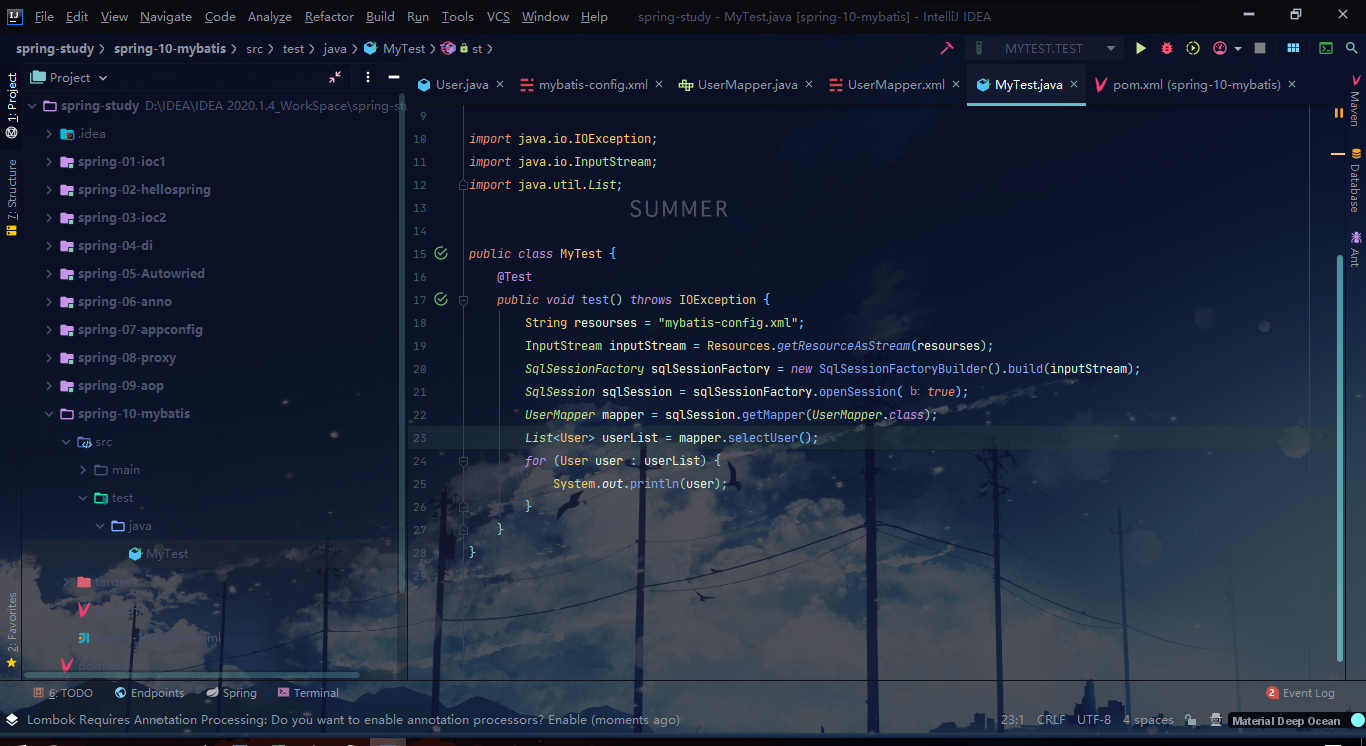 File Edit View Navigate Code Analyze Refactor Build Run Tools VCS Window Help spring-study - MyTest.java [spring-10-mybatis] - IntelliJ IDEA
spring-study spring-10-mybatis src test java MyTest st MYTEST.TEST
1: Project
7: Structure
2: Favorites
Project
spring-study D:\IDEA\IDEA 2020.1.4_WorkSpace\spring-st
.idea
spring-01-ioc1
spring-02-hellospring
spring-03-ioc2
spring-04-di
spring-05-Autowried
spring-06-anno
spring-07-appconfig
spring-08-proxy
spring-09-aop
spring-10-mybatis
src
main
test
java
MyTest
target
User.java mybatis-config.xml UserMapper.java UserMapper.xml MyTest.java pom.xml (spring-10-mybatis)
9
10 import java.io.IOException;
11 import java.io.InputStream;
12 import java.util.List;
13
SUMMER
14
15 public class MyTest {
16 @Test
17 public void test() throws IOException {
18 String resourses = "mybatis-config.xml";
19 InputStream inputStream = Resources.getResourceAsStream(resourses);
20 SqlSessionFactory sqlSessionFactory = new SqlSessionFactoryBuilder().build(inputStream);
21 SqlSession sqlSession = sqlSessionFactory.openSession( b: true);
22 UserMapper mapper = sqlSession.getMapper(UserMapper.class);
23 List<User> userList = mapper.selectUser();
24 for (User user : userList) {
25 System.out.println(user);
26 }
27 }
28 }
29
Maven
Database
Ant
6: TODO Endpoints Spring Terminal 2 Event Log
Lombok Requires Annotation Processing: Do you want to enable annotation processors? Enable (moments ago) 23:1 CRLF UTF-8 4 spaces Material Deep Ocean